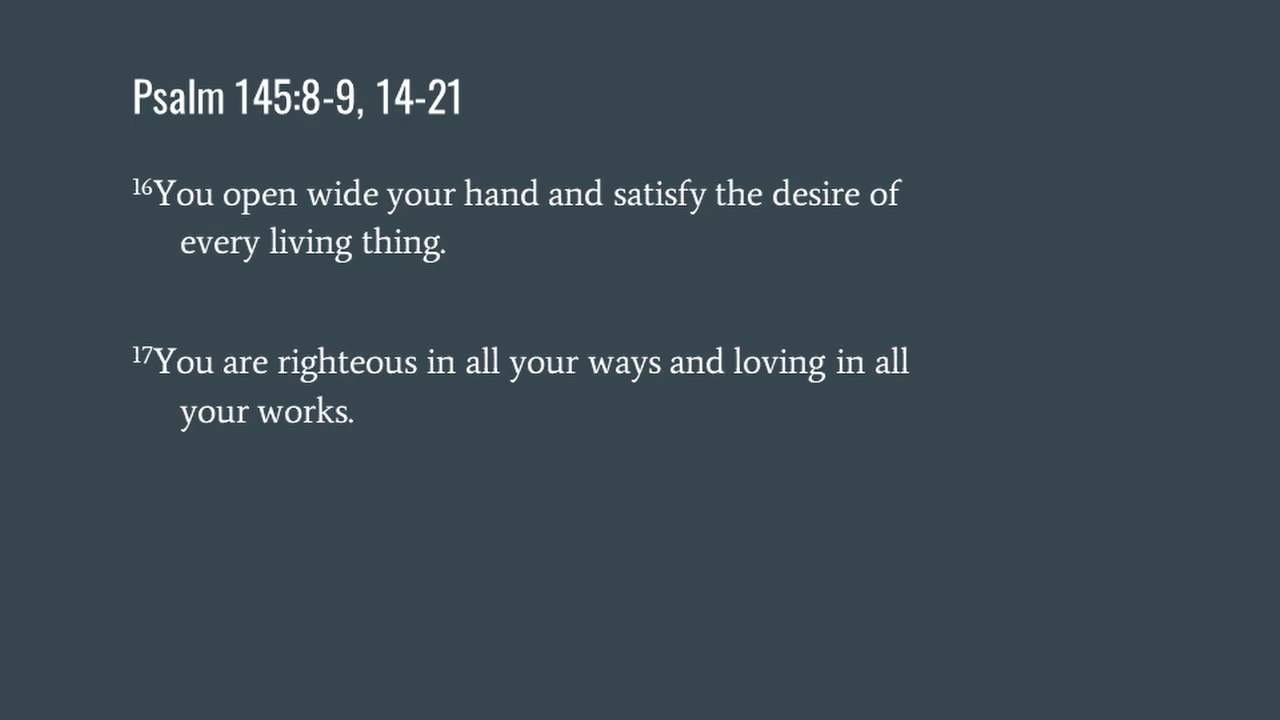 Psalm 145:8-9, 14-21
¹⁶You open wide your hand and satisfy the desire of
every living thing.
¹⁷You are righteous in all your ways and loving in all
your works.